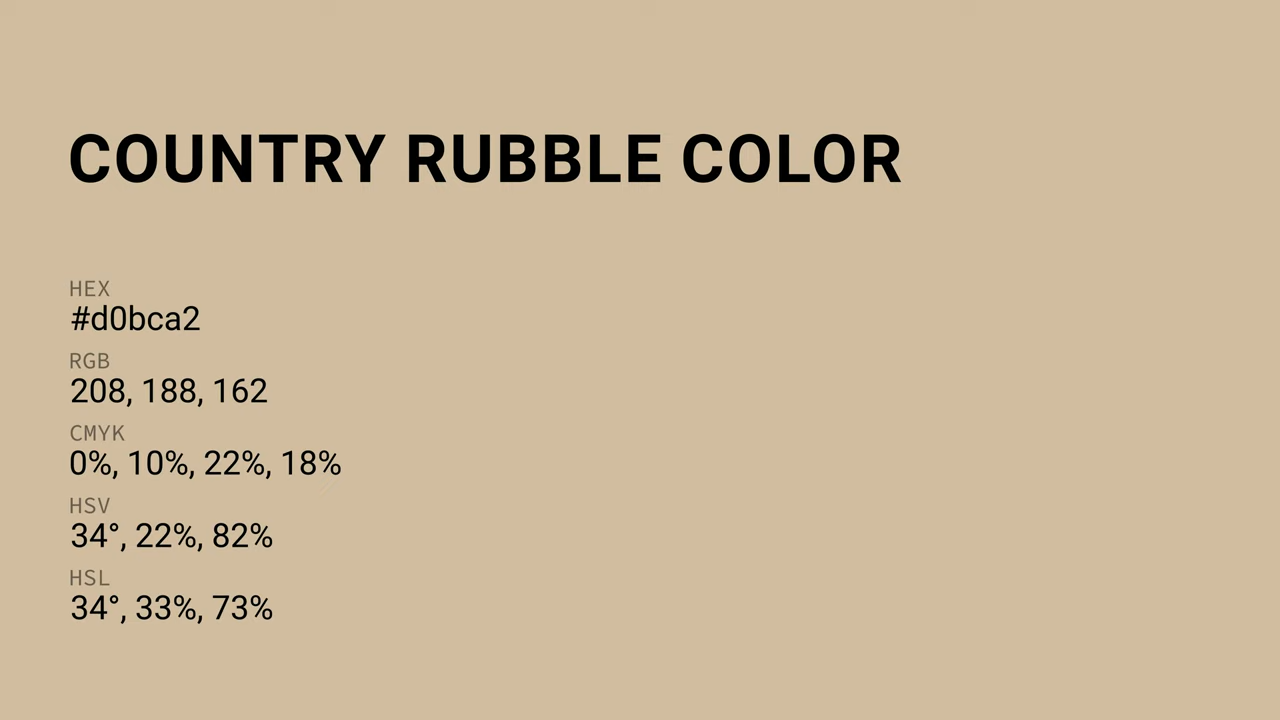 COUNTRY RUBBLE COLOR
HEX
#d0bca2
RGB
208, 188, 162
CMYK
0%, 10%, 22%, 18%
HSV
34°, 22%, 82%
HSL
34°, 33%, 73%